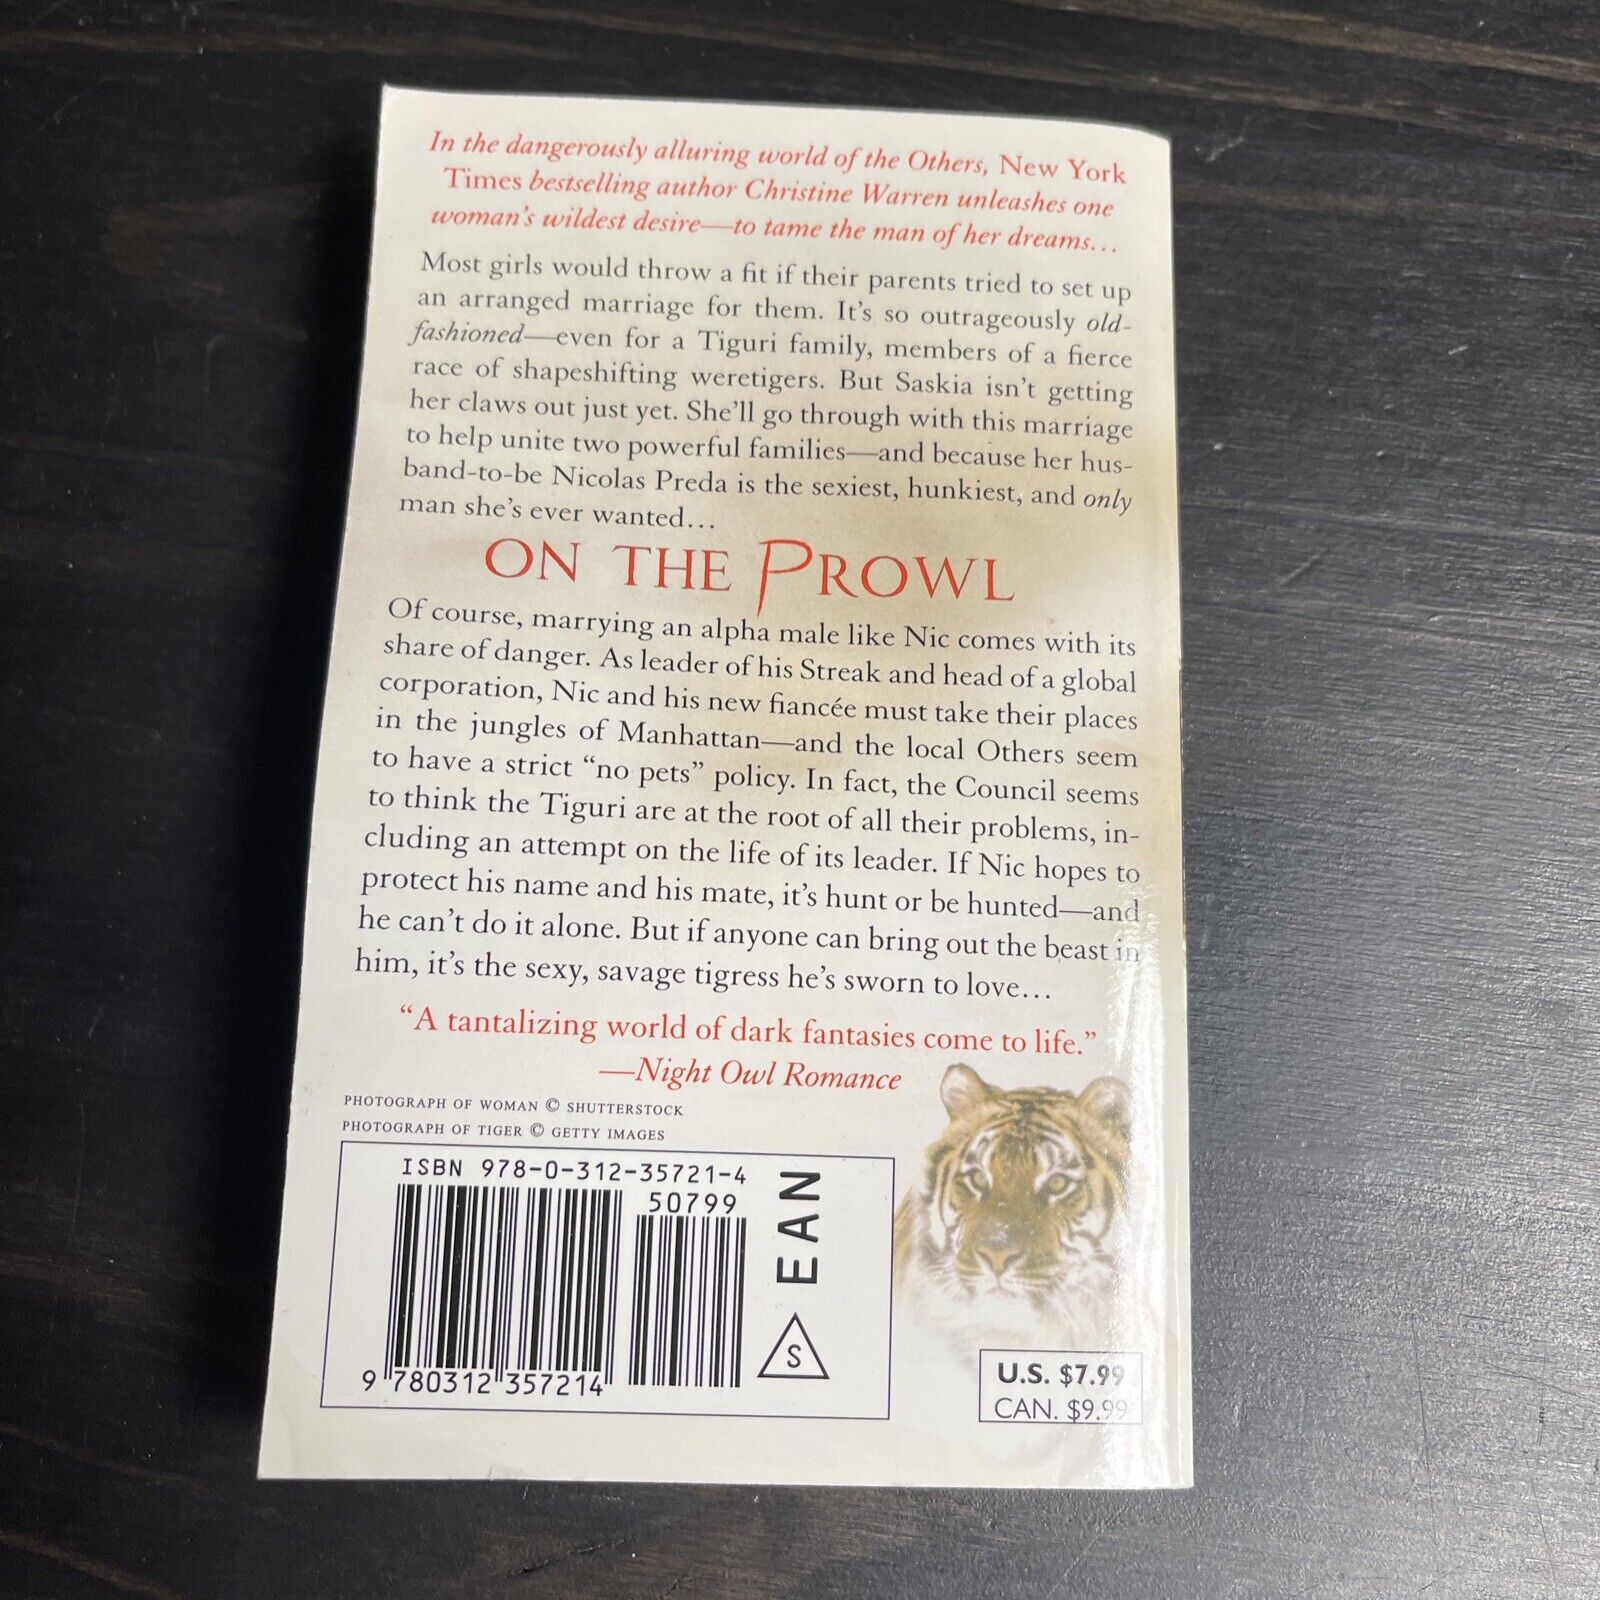 In the dangerously alluring world of the Others, New York
Times bestselling author Christine Warren unleashes one
woman's wildest desire—to tame the man of her dreams...
Most girls would throw a fit if their parents tried to set up
an arranged marriage for them. It's so outrageously old-
fashioned—even for a Tiguri family, members of a fierce
race of shapeshifting weretigers. But Saskia isn't getting
her claws out just yet. She'll go through with this marriage
to help unite two powerful families—and because her hus-
band-to-be Nicolas Preda is the sexiest, hunkiest, and only
man she's ever wanted...
ON THE PROWL
Of course, marrying an alpha male like Nic comes with its
share of danger. As leader of his Streak and head of a global
corporation, Nic and his new fiancée must take their places
in the jungles of Manhattan—and the local Others seem
to have a strict “no pets” policy. In fact, the Council seems
to think the Tiguri are at the root of all their problems, in-
cluding an attempt on the life of its leader. If Nic hopes to
protect his name and his mate, it's hunt or be hunted—and
he can't do it alone. But if anyone can bring out the beast in
him, it's the sexy, savage tigress he's sworn to love...
“A tantalizing world of dark fantasies come to life.”
—Night Owl Romance
PHOTOGRAPH OF WOMAN © SHUTTERSTOCK
PHOTOGRAPH OF TIGER © GETTY IMAGES
ISBN 978-0-312-35721-4
50799
EAN
S
9 780312 357214
U.S. $7.99
CAN. $9.99